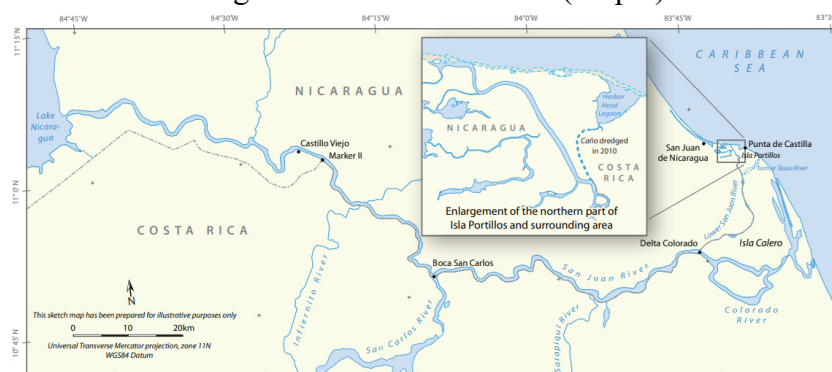 84°45'W
84°30'W
84°15'W
84°0'W
83°45'W
11°15'N
CARIBBEAN
SEA
NICARAGUA
Harbor
Head
Lagoon
Lake
Nicara-
gua
NICARAGUA
Caño dredged
in 2010
COSTA
RICA
Castillo Viejo
Marker II
San Juan
de Nicaragua
Punta de Castilla
Isla Portillos
former Taura River
11°0'N
Enlargement of the northern part of
Isla Portillos and surrounding area
Lower San Juan River
COSTA RICA
Delta Colorado
Isla Calero
Boca San Carlos
San Juan River
N
Infiernito River
San Carlos River
Sarapiquí River
Colorado
River
This sketch map has been prepared for illustrative purposes only
0 10 20km
Universal Transverse Mercator projection, zone 11N
WGS84 Datum
10°45'N